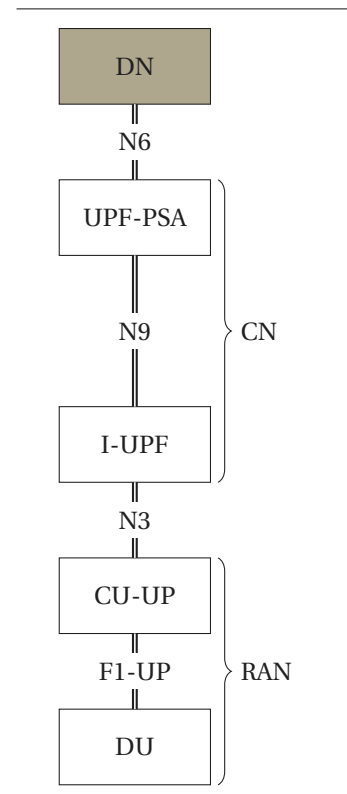 DN
N6
UPF-PSA
N9
CN
I-UPF
N3
CU-UP
F1-UP
RAN
DU